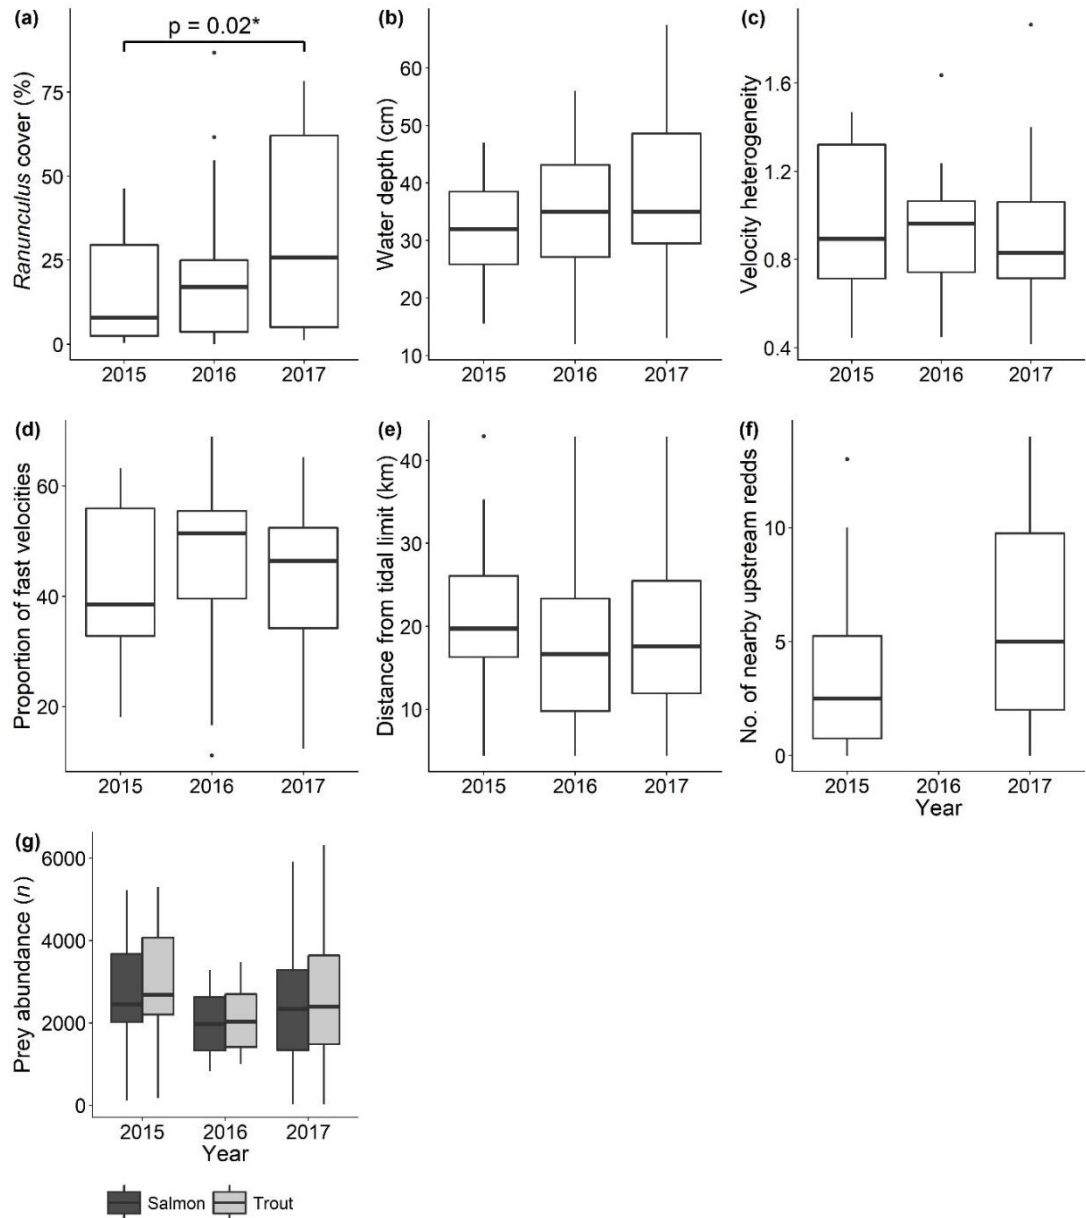 (a)
p = 0.02*
Ranunculus cover (%)
75
50
25
0
2015 2016 2017
(b)
Water depth (cm)
60
50
40
30
20
10
2015 2016 2017
(c)
Velocity heterogeneity
1.6
1.2
0.8
0.4
2015 2016 2017
(d)
Proportion of fast velocities
60
40
20
2015 2016 2017
(e)
Distance from tidal limit (km)
40
30
20
10
2015 2016 2017
(f)
No. of nearby upstream redds
10
5
0
2015 2016 2017
Year
(g)
Prey abundance (n)
6000
4000
2000
0
2015 2016 2017
Year
Salmon Trout